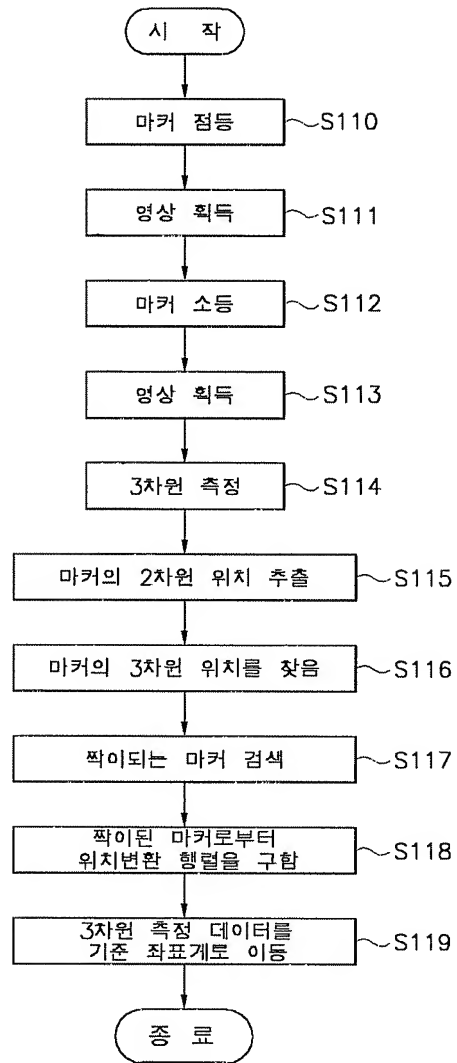 시 작
마커 점등
S110
영상 획득
S111
마커 소등
S112
영상 획득
S113
3차원 측정
S114
마커의 2차원 위치 추출
S115
마커의 3차원 위치를 찾음
S116
짝이되는 마커 검색
S117
짝이된 마커로부터
위치변환 행렬을 구함
S118
3차원 측정 데이터를
기준 좌표계로 이동
S119
종 료